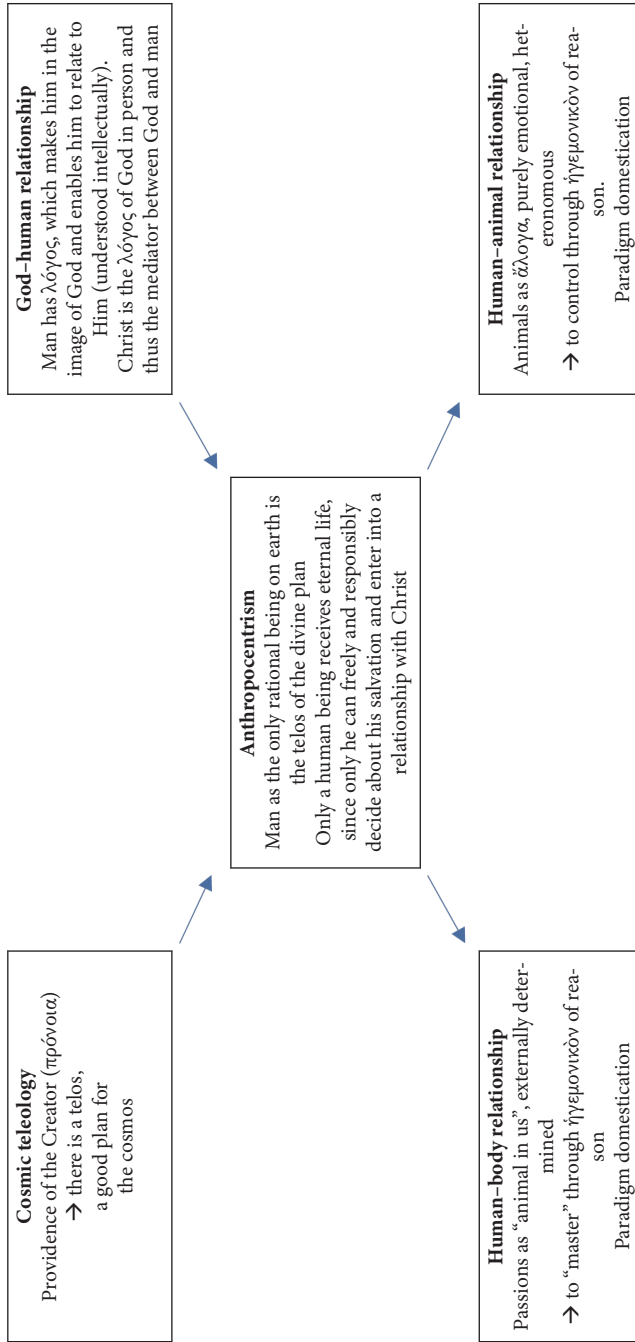 Cosmic teleology
Providence of the Creator (πρόνοια)
→ there is a telos,
a good plan for
the cosmos
God–human relationship
Man has λόγος, which makes him in the
image of God and enables him to relate to
Him (understood intellectually).
Christ is the λόγος of God in person and
thus the mediator between God and man
Anthropocentrism
Man as the only rational being on earth is
the telos of the divine plan
Only a human being receives eternal life,
since only he can freely and responsibly
decide about his salvation and enter into a
relationship with Christ
Human–body relationship
Passions as “animal in us”, externally deter-
mined
→ to “master” through ἡγεμονικὸν of rea-
son
Paradigm domestication
Human–animal relationship
Animals as ἄλογα, purely emotional, het-
eronomous
→ to control through ἡγεμονικὸν of rea-
son.
Paradigm domestication